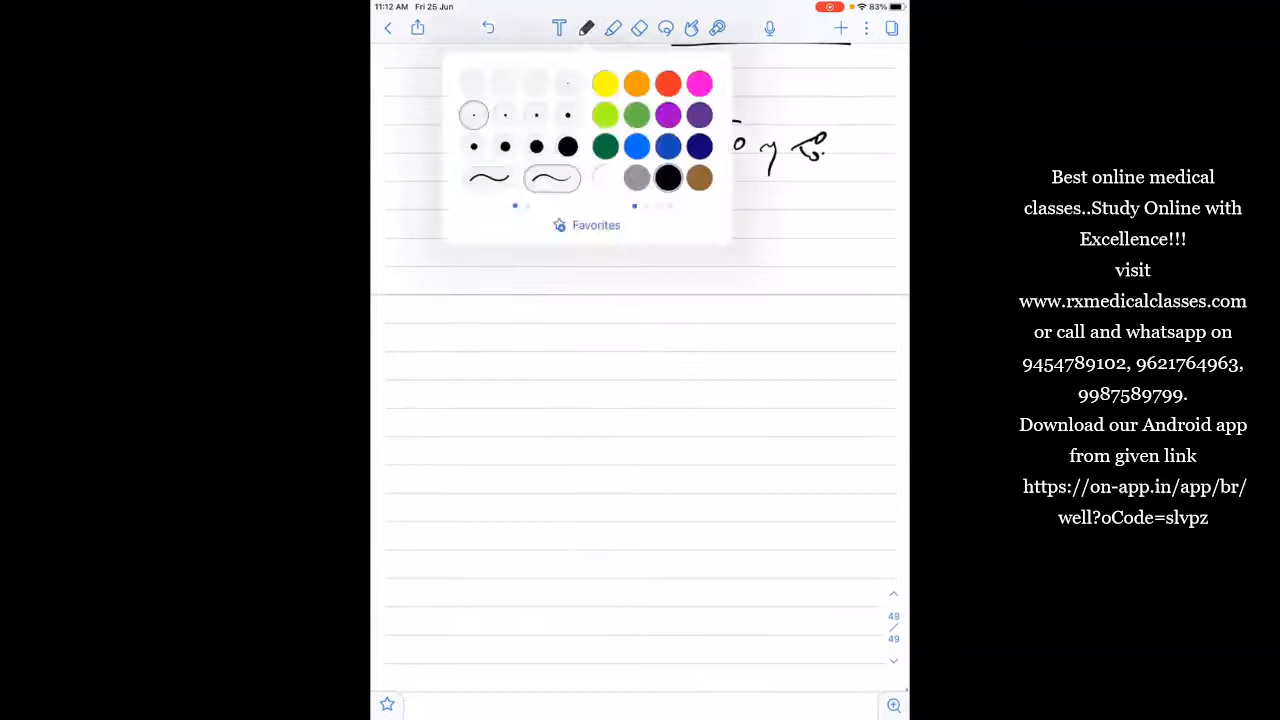 11:12 AM Fri 25 Jun
83%
Favorites
49
/
49
Best online medical
classes..Study Online with
Excellence!!!
visit
www.rxmedicalclasses.com
or call and whatsapp on
9454789102, 9621764963,
9987589799.
Download our Android app
from given link
https://on-app.in/app/br/
well?oCode=slvpz